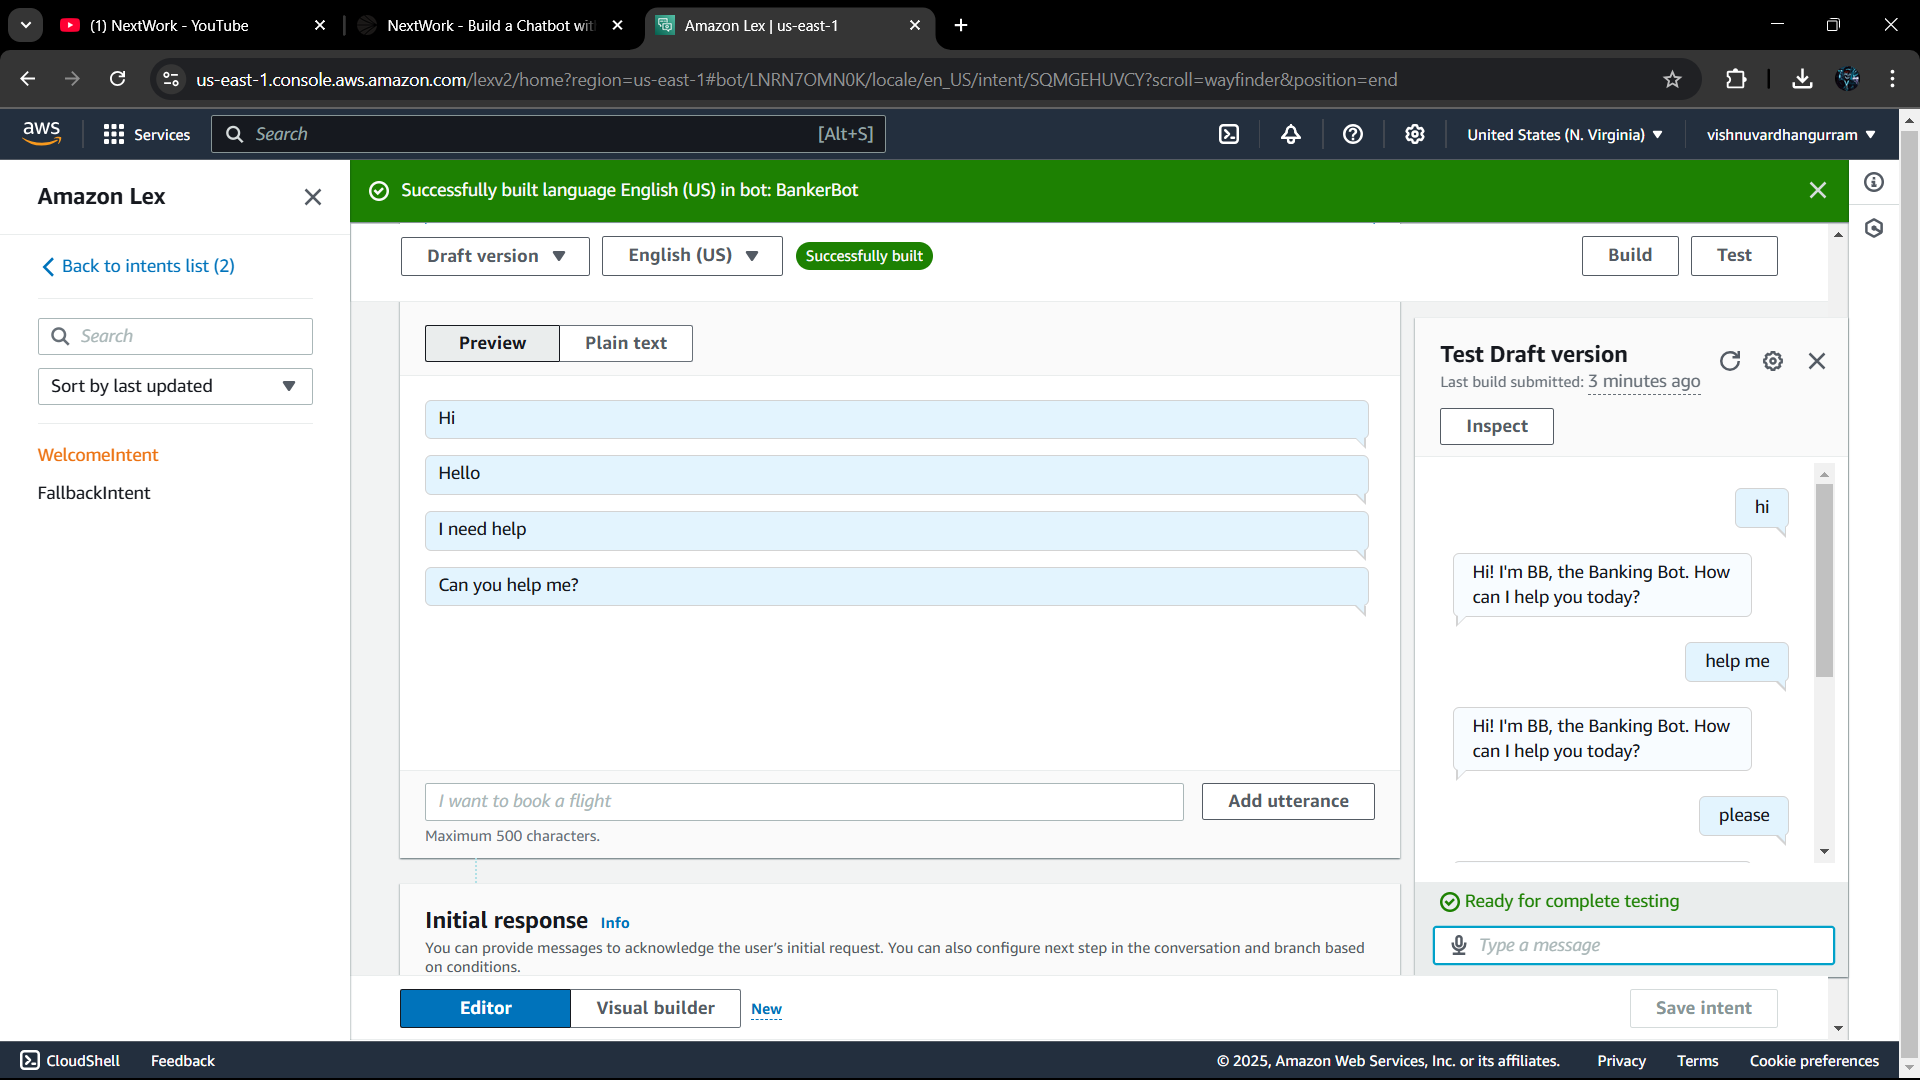 (1) NextWork - YouTube
NextWork - Build a Chatbot wit
Amazon Lex | us-east-1
us-east-1.console.aws.amazon.com/lexv2/home?region=us-east-1#bot/LNRN7OMN0K/locale/en_US/intent/SQMGEHUVCY?scroll=wayfinder&position=end
aws
Services
Search
[Alt+S]
United States (N. Virginia)
vishnuvardhangurram
Amazon Lex
Back to intents list (2)
Search
Sort by last updated
WelcomeIntent
FallbackIntent
Successfully built language English (US) in bot: BankerBot
Draft version
English (US)
Successfully built
Build
Test
Preview
Plain text
Hi
Hello
I need help
Can you help me?
I want to book a flight
Add utterance
Maximum 500 characters.
Initial response Info
You can provide messages to acknowledge the user's initial request. You can also configure next step in the conversation and branch based
on conditions.
Editor
Visual builder
New
Save intent
Test Draft version
Last build submitted: 3 minutes ago
Inspect
hi
Hi! I'm BB, the Banking Bot. How
can I help you today?
help me
Hi! I'm BB, the Banking Bot. How
can I help you today?
please
Ready for complete testing
Type a message
CloudShell
Feedback
© 2025, Amazon Web Services, Inc. or its affiliates.
Privacy
Terms
Cookie preferences